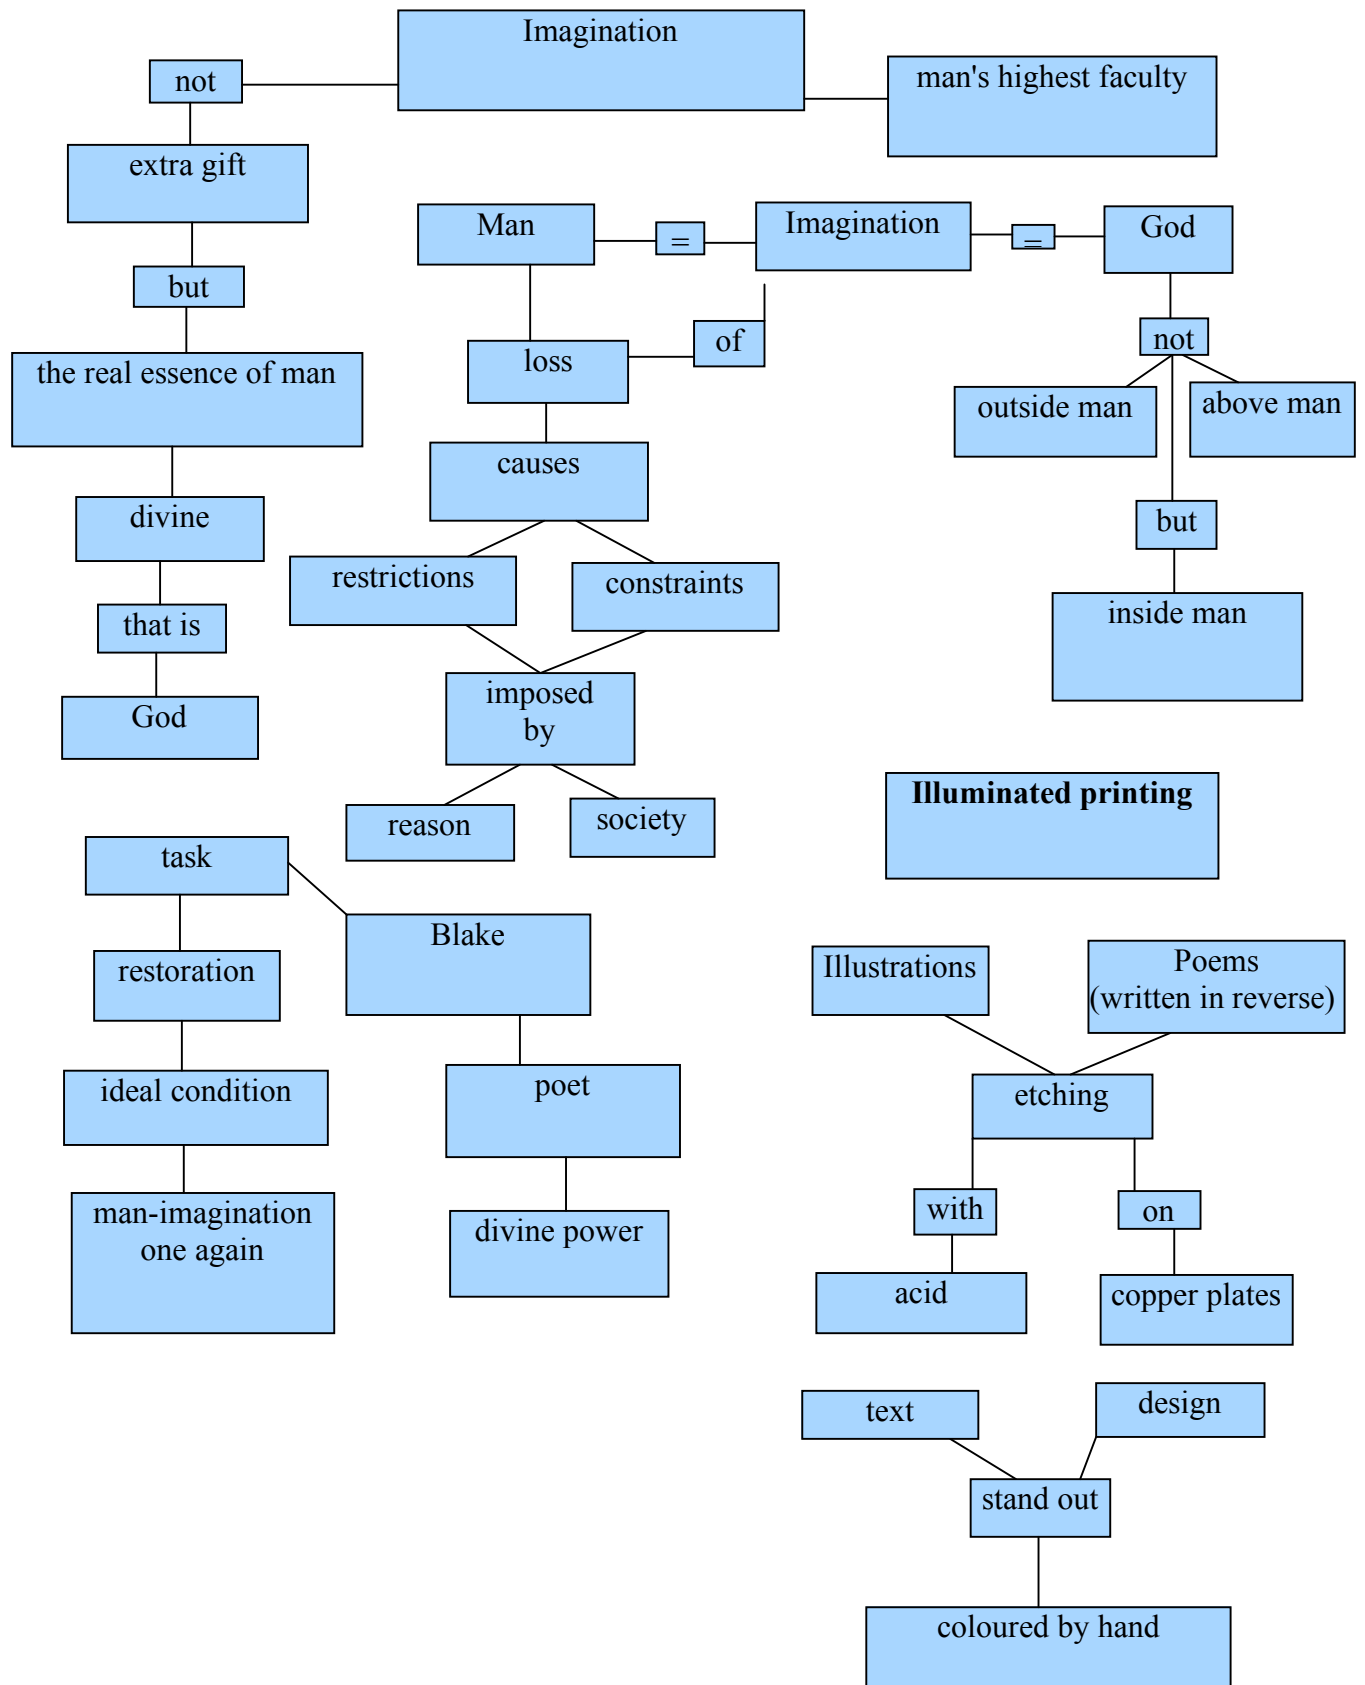 Imagination
man's highest faculty
not
extra gift
but
the real essence of man
divine
that is
God
Man
=
Imagination
=
God
of
loss
causes
restrictions
constraints
imposed
by
reason
society
not
outside man
above man
but
inside man
task
restoration
ideal condition
man-imagination
one again
Blake
poet
divine power
Illuminated printing
Illustrations
Poems
(written in reverse)
etching
with
on
acid
copper plates
text
design
stand out
coloured by hand